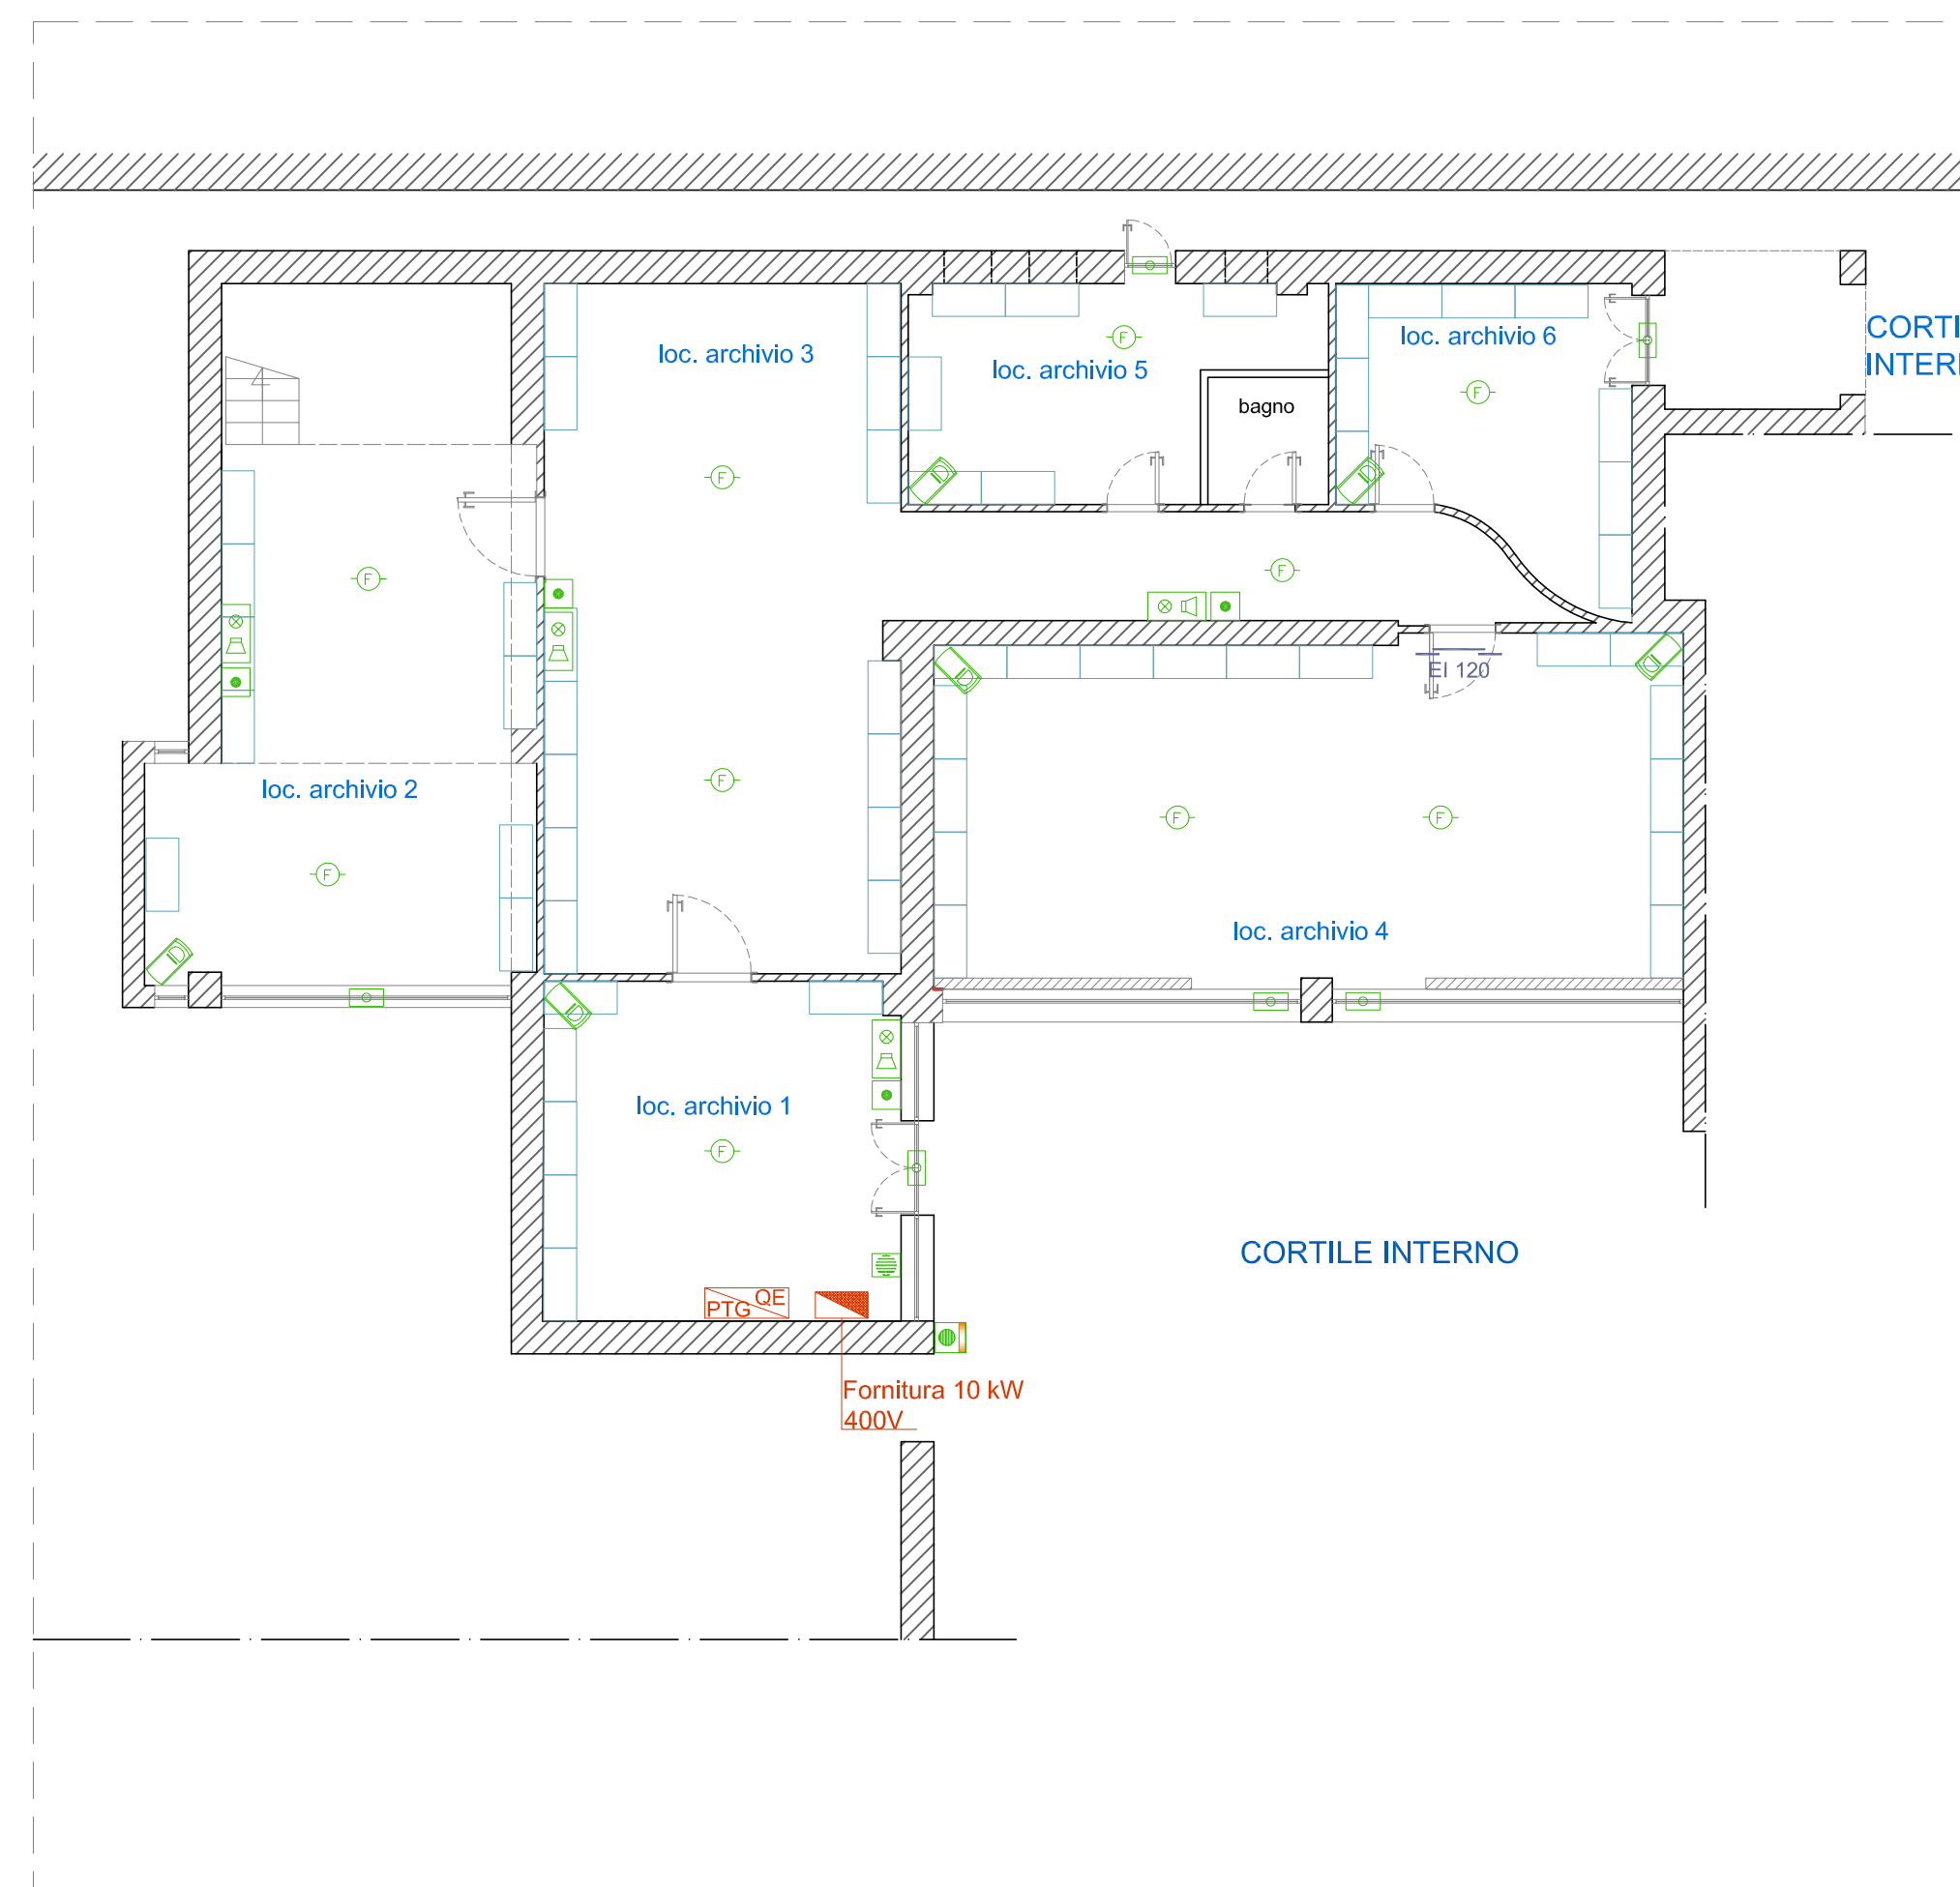 CORTI
INTER
loc. archivio 6
loc. archivio 3
F
loc. archivio 5
F
bagno
F
F
F
F
EI 120
loc. archivio 2
F
F
F
F
loc. archivio 4
loc. archivio 1
F
CORTILE INTERNO
PTG QE
Fornitura 10 kW
400V